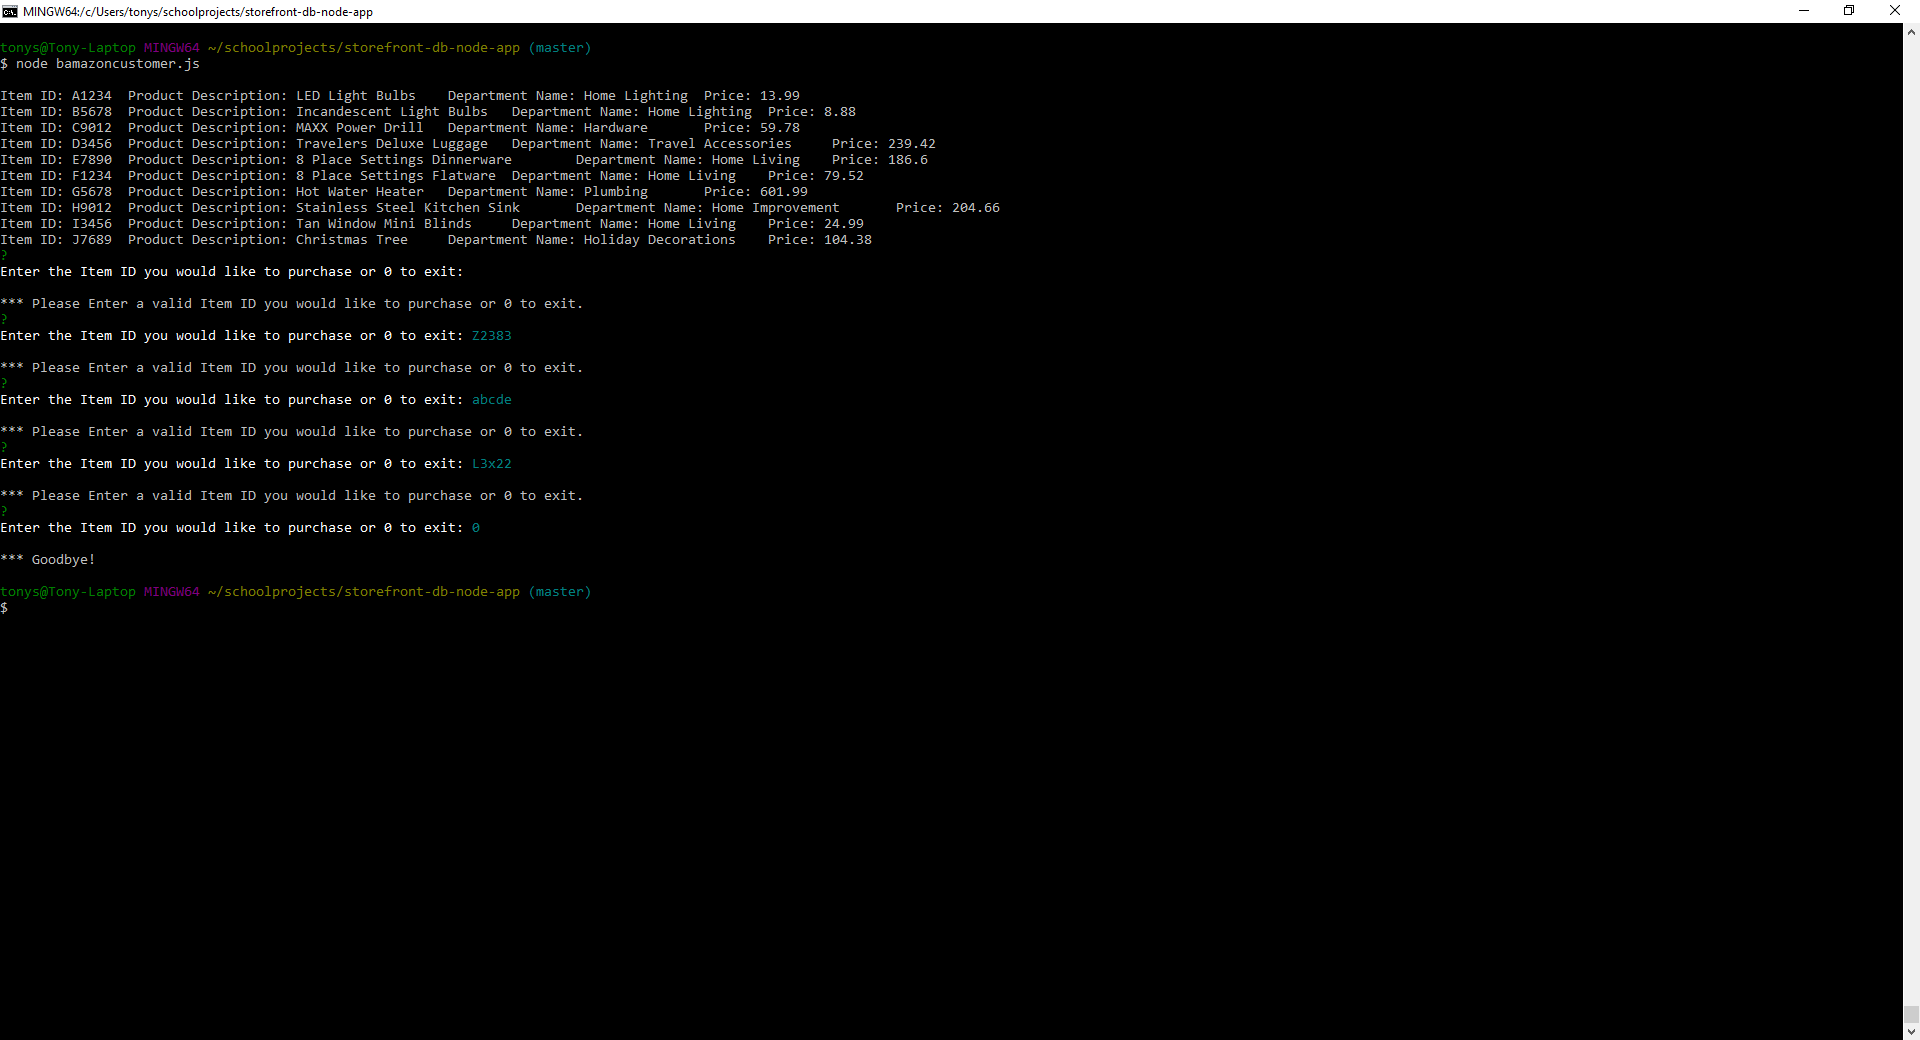 MINGW64:/c/Users/tonys/schoolprojects/storefront-db-node-app
tonys@Tony-Laptop MINGW64 ~/schoolprojects/storefront-db-node-app (master)
$ node bamazoncustomer.js
Item ID: A1234  Product Description: LED Light Bulbs    Department Name: Home Lighting  Price: 13.99
Item ID: B5678  Product Description: Incandescent Light Bulbs   Department Name: Home Lighting  Price: 8.88
Item ID: C9012  Product Description: MAXX Power Drill   Department Name: Hardware       Price: 59.78
Item ID: D3456  Product Description: Travelers Deluxe Luggage   Department Name: Travel Accessories     Price: 239.42
Item ID: E7890  Product Description: 8 Place Settings Dinnerware        Department Name: Home Living    Price: 186.6
Item ID: F1234  Product Description: 8 Place Settings Flatware  Department Name: Home Living    Price: 79.52
Item ID: G5678  Product Description: Hot Water Heater   Department Name: Plumbing       Price: 601.99
Item ID: H9012  Product Description: Stainless Steel Kitchen Sink       Department Name: Home Improvement       Price: 204.66
Item ID: I3456  Product Description: Tan Window Mini Blinds     Department Name: Home Living    Price: 24.99
Item ID: J7689  Product Description: Christmas Tree     Department Name: Holiday Decorations    Price: 104.38
?
Enter the Item ID you would like to purchase or 0 to exit:
*** Please Enter a valid Item ID you would like to purchase or 0 to exit.
?
Enter the Item ID you would like to purchase or 0 to exit: Z2383
*** Please Enter a valid Item ID you would like to purchase or 0 to exit.
?
Enter the Item ID you would like to purchase or 0 to exit: abcde
*** Please Enter a valid Item ID you would like to purchase or 0 to exit.
?
Enter the Item ID you would like to purchase or 0 to exit: L3x22
*** Please Enter a valid Item ID you would like to purchase or 0 to exit.
?
Enter the Item ID you would like to purchase or 0 to exit: 0
*** Goodbye!
tonys@Tony-Laptop MINGW64 ~/schoolprojects/storefront-db-node-app (master)
$